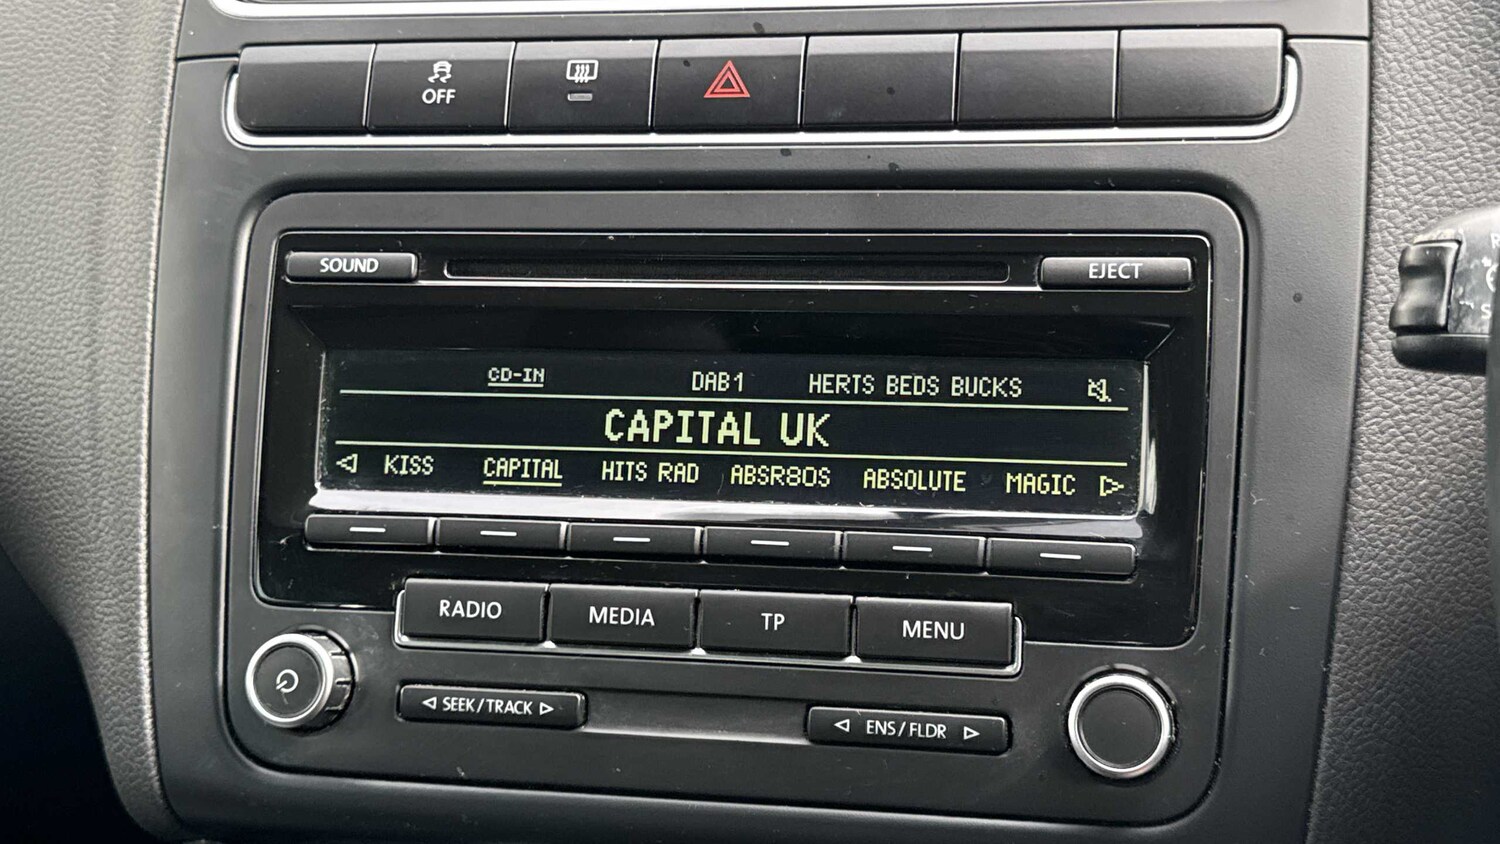 OFF
SOUND EJECT
CD-IN DAB1 HERTS BEDS BUCKS
CAPITAL UK
KISS CAPITAL HITS RAD ABSR80S ABSOLUTE MAGIC
RADIO MEDIA TP MENU
SEEK/TRACK ENS/FLDR